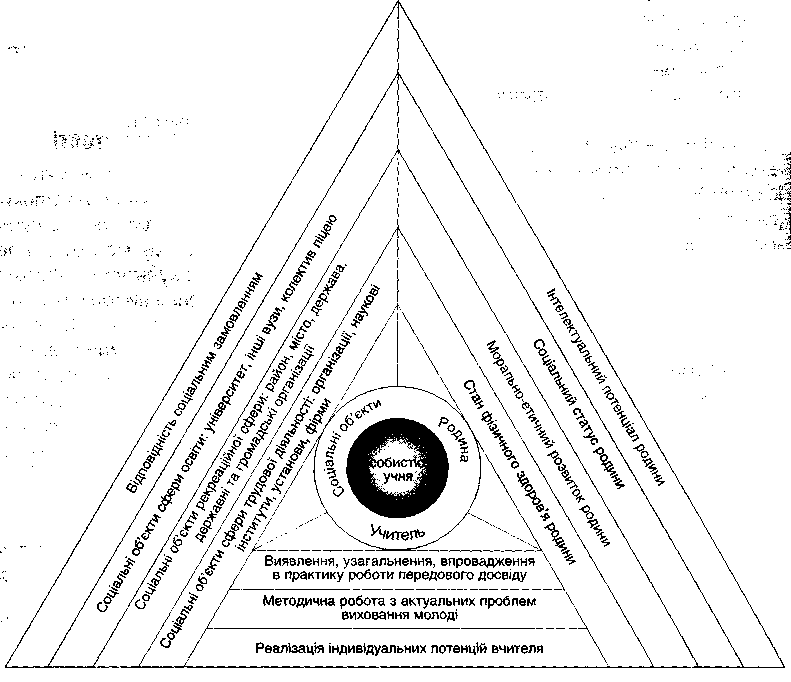 Відповідність соціальним замовленням
Соціальні об'єкти сфери освіти: університет, інші вузи, колектив ліцею
Соціальні об'єкти рекреаційної сфери: район, місто, держава,
державні та громадські організації
Соціальні об'єкти сфери трудової діяльності: організації, наукові
інститути, установи, фірми
Інтелектуальний потенціал родини
Соціальний статус родини
Морально-етичний розвиток родини
Стан фізичного здоров'я родини
Соціальні об'єкти
Родина
Учитель
собисті
учня
Виявлення, узагальнення, впровадження
в практику роботи передового досвіду
Методична робота з актуальних проблем
виховання молоді
Реалізація індивідуальних потенцій вчителя